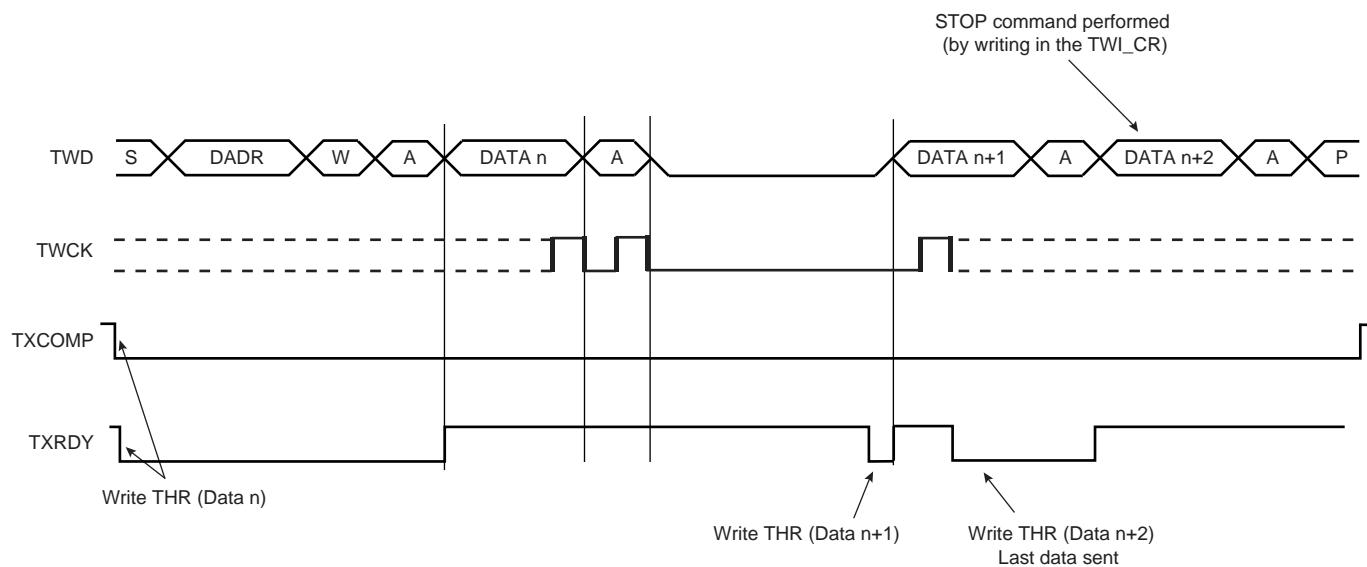 STOP command performed
(by writing in the TWI_CR)
TWD S DADR W A DATA n A DATA n+1 A DATA n+2 A P
TWCK
TXCOMP
TXRDY
Write THR (Data n)
Write THR (Data n+1)
Write THR (Data n+2)
Last data sent